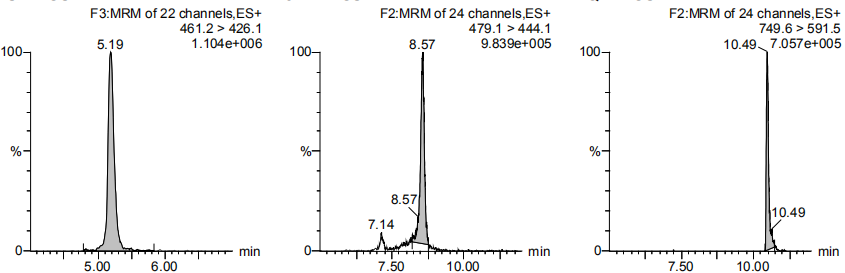 F3:MRM of 22 channels,ES+
461.2 > 426.1
1.104e+006
5.19
100
%
0
5.00
6.00
min
F2:MRM of 24 channels,ES+
479.1 > 444.1
9.839e+005
8.57
100
%
8.57
7.14
0
7.50
10.00
min
F2:MRM of 24 channels,ES+
749.6 > 591.5
10.49
7.057e+005
100
%
10.49
0
7.50
10.00
min